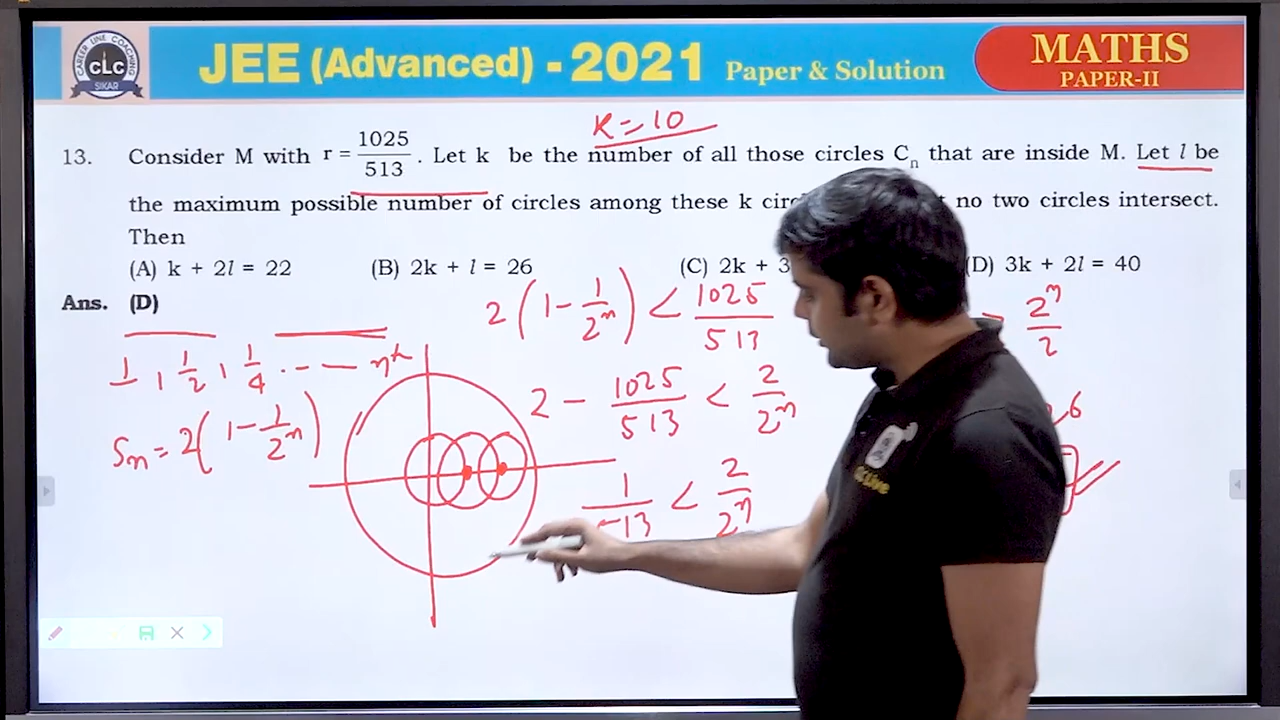 CAREER LINE COACHING
CLC
SIKAR
JEE (Advanced) - 2021 Paper & Solution
MATHS
PAPER-II
K = 10
13. Consider M with r = 1025/513 . Let k be the number of all those circles Cn that are inside M. Let l be
the maximum possible number of circles among these k no two circles intersect.
Then
(A) k + 2l = 22 (B) 2k + l = 26 (C) 2k + 3 (D) 3k + 2l = 40
Ans. (D)
2(1 - 1/2^n) < 1025/513
2^n/2
1, 1/2, 1/4 . - - - nth
2 - 1025/513 < 2/2^n
Sn = 2(1 - 1/2^n)
13 < 2/2^n